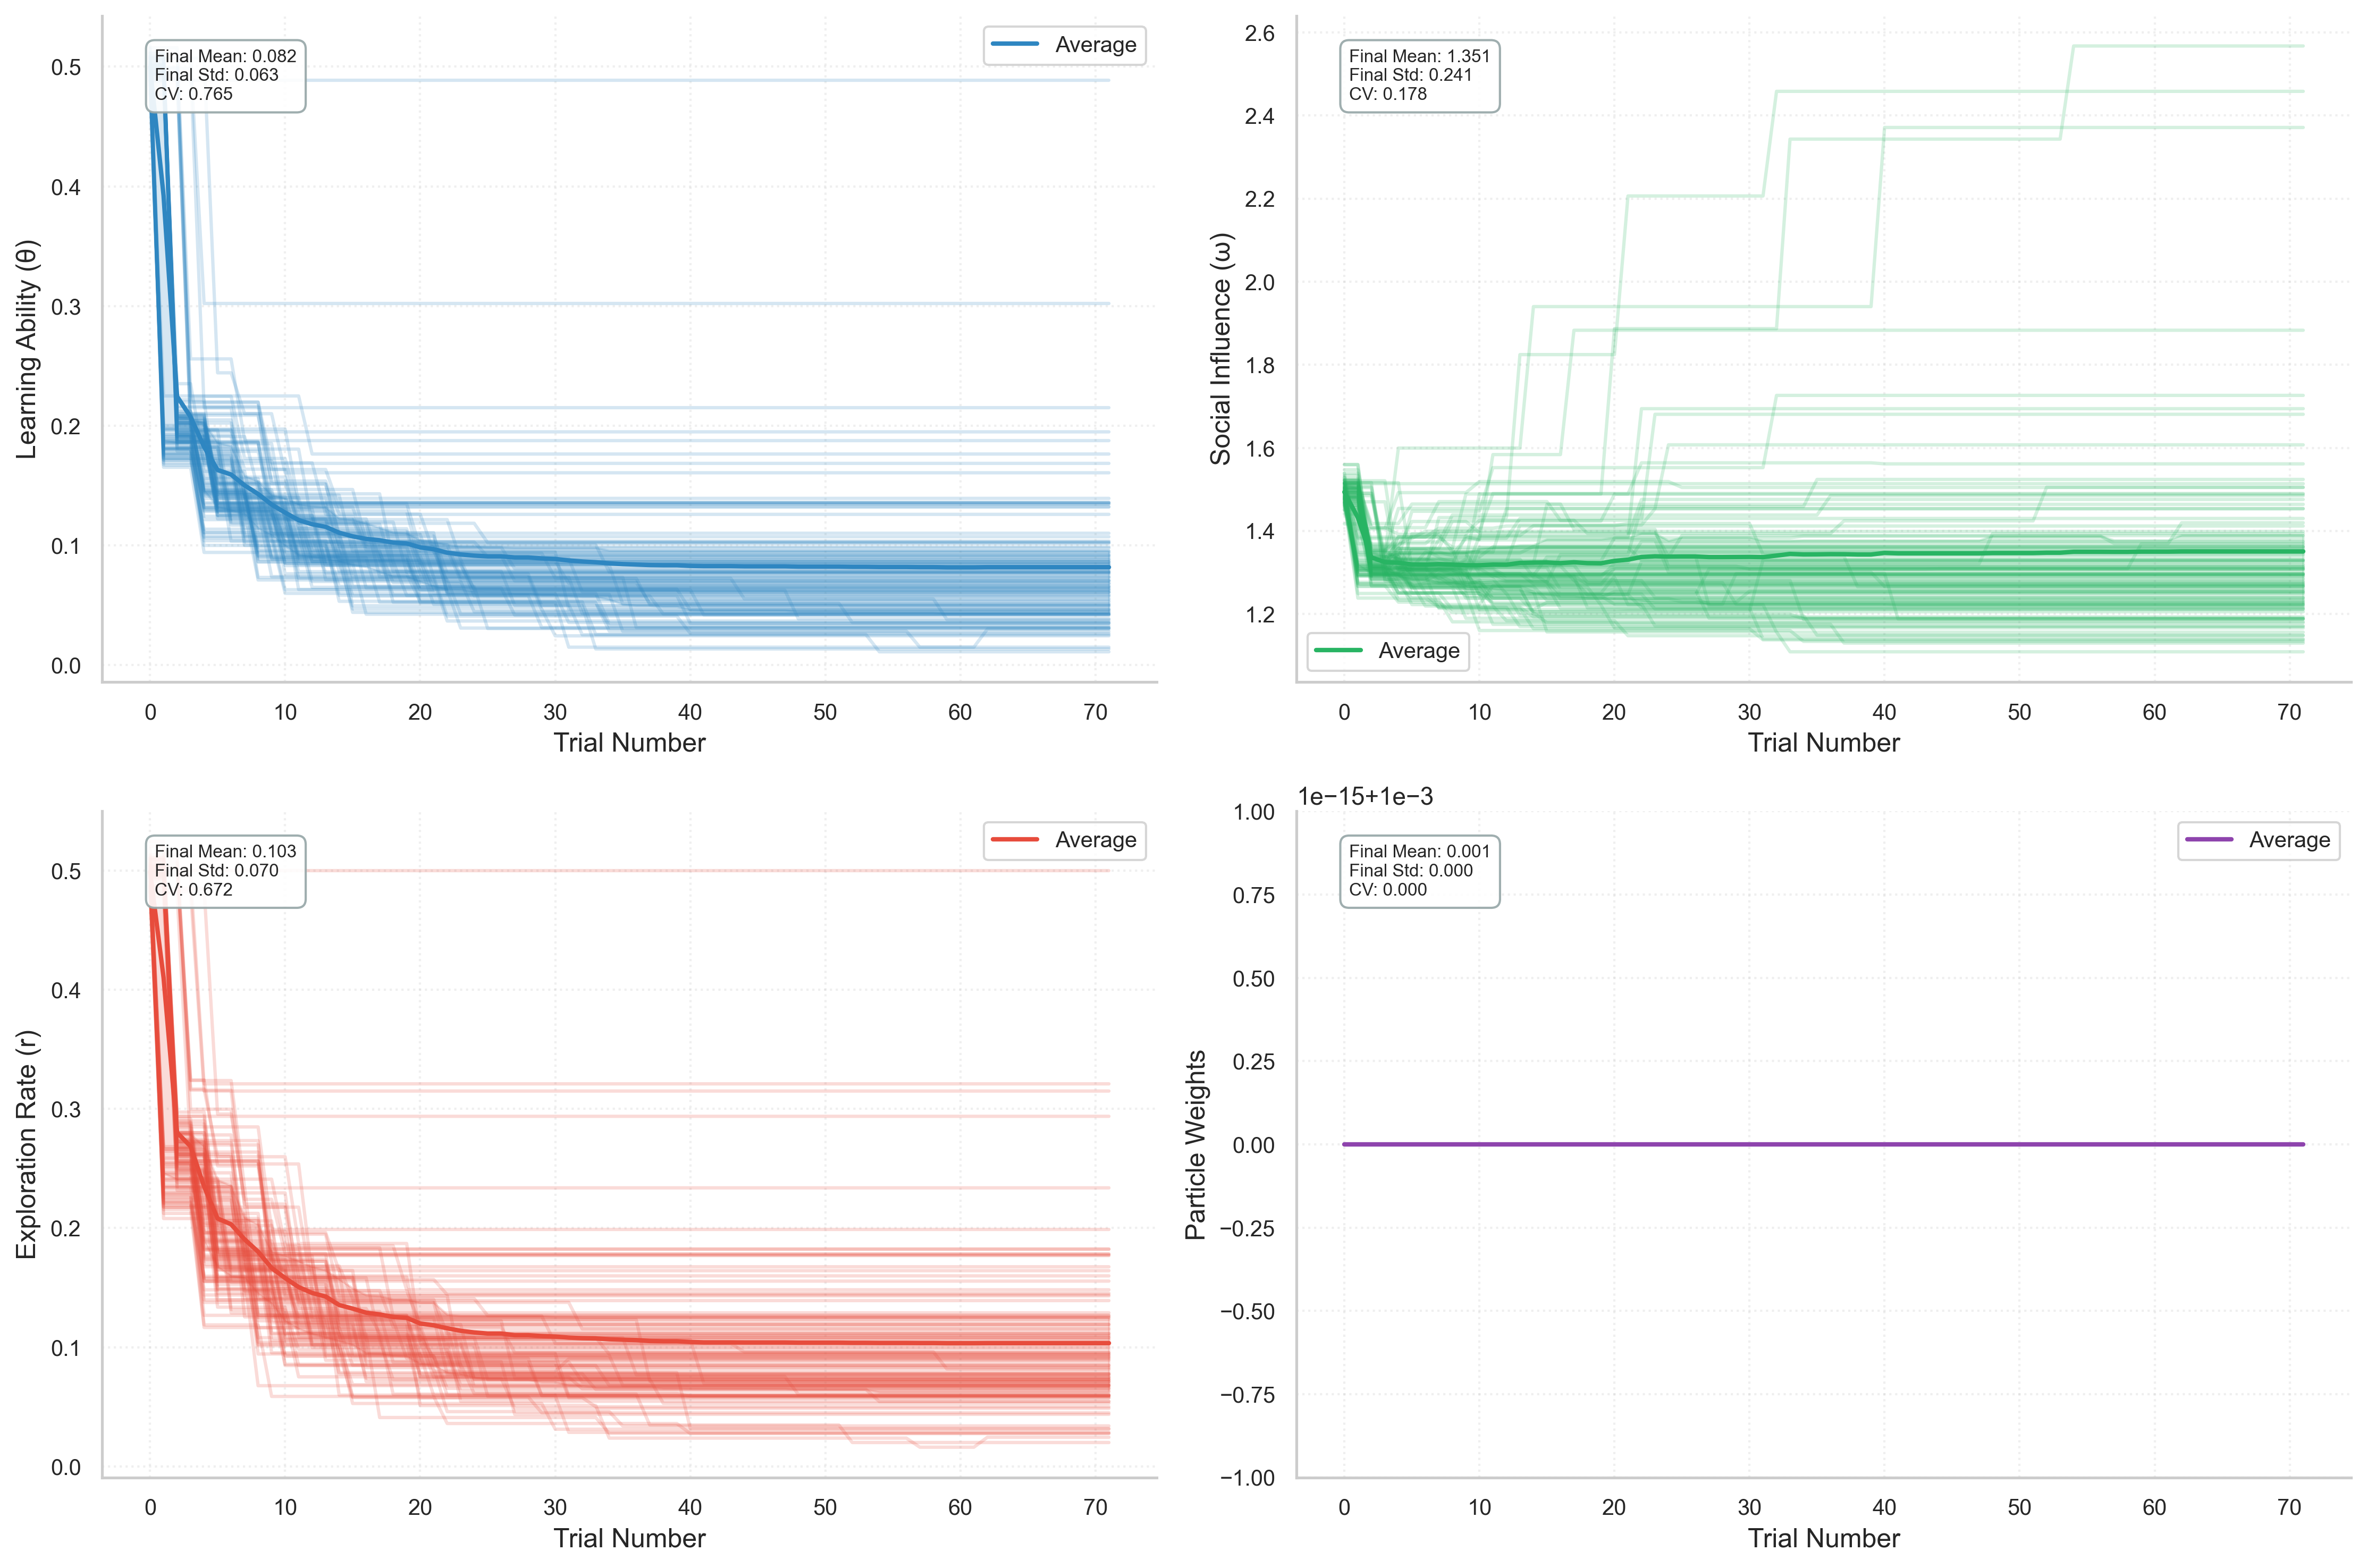 Final Mean: 0.082
Final Std: 0.063
CV: 0.765
Average
0.5
0.4
0.3
0.2
0.1
0.0
Learning Ability (θ)
0 10 20 30 40 50 60 70
Trial Number
Final Mean: 1.351
Final Std: 0.241
CV: 0.178
2.6
2.4
2.2
2.0
1.8
1.6
1.4
1.2
Social Influence (ω)
Average
0 10 20 30 40 50 60 70
Trial Number
Final Mean: 0.103
Final Std: 0.070
CV: 0.672
Average
0.5
0.4
0.3
0.2
0.1
0.0
Exploration Rate (r)
0 10 20 30 40 50 60 70
Trial Number
1e−15+1e−3
Final Mean: 0.001
Final Std: 0.000
CV: 0.000
Average
1.00
0.75
0.50
0.25
0.00
−0.25
−0.50
−0.75
−1.00
Particle Weights
0 10 20 30 40 50 60 70
Trial Number